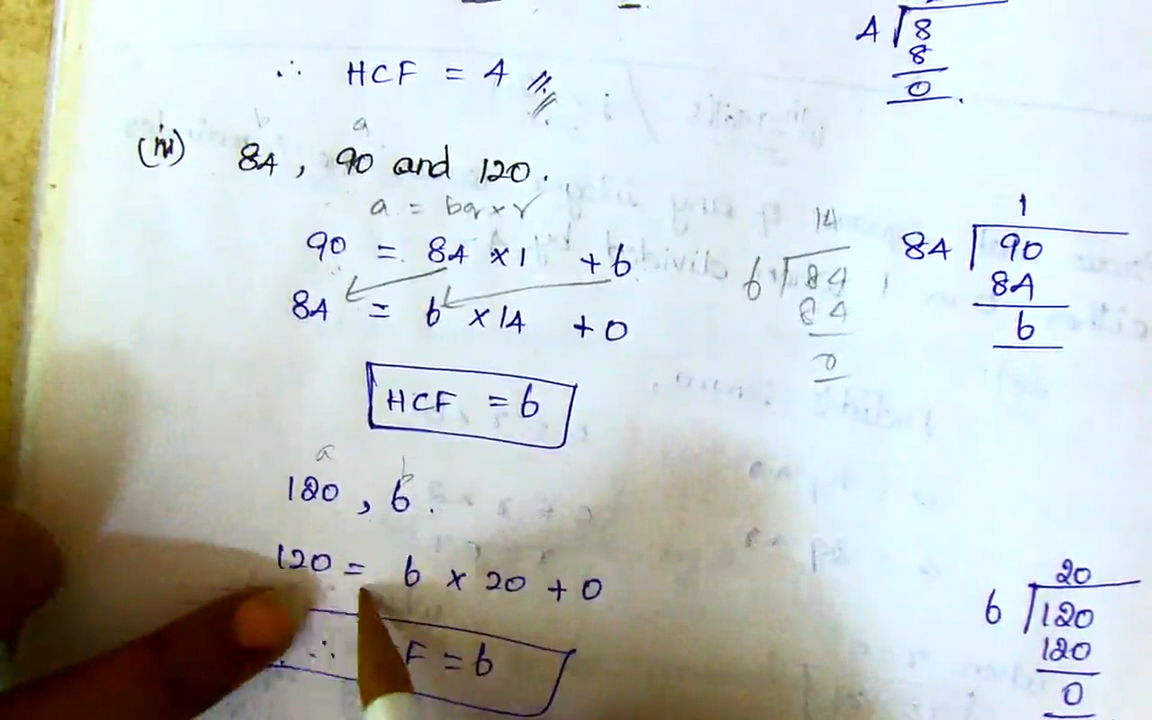 ∴ HCF = 4
4 8
8
0
(iv) 84, 90 and 120.
b a
a = bq × r
90 = 84 × 1 + 6
84 = 6 × 14 + 0
14
6 84
84
0
1
84 90
84
6
HCF = 6
a b
120, 6.
120 = 6 × 20 + 0
20
6 120
120
0
∴ F = 6